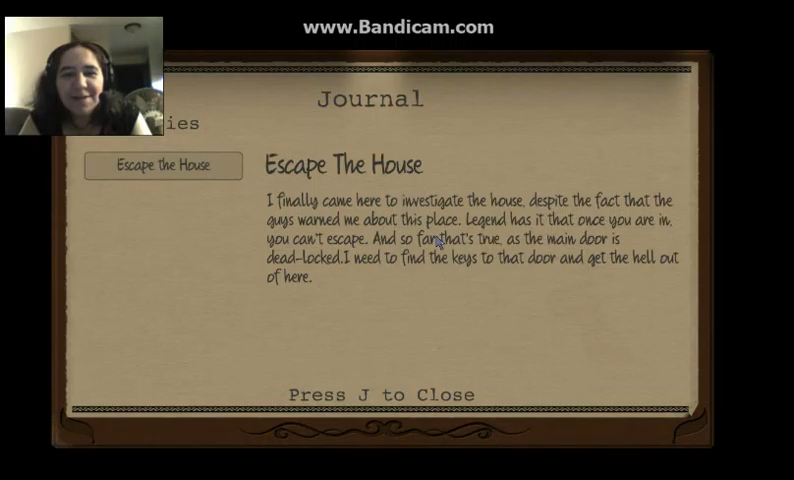 www.Bandicam.com
Journal
ies
Escape the House
Escape The House
I finally came here to investigate the house, despite the fact that the
guys warned me about this place. Legend has it that once you are in,
you can't escape. And so far that's true, as the main door is
dead-locked.I need to find the keys to that door and get the hell out
of here.
Press J to Close